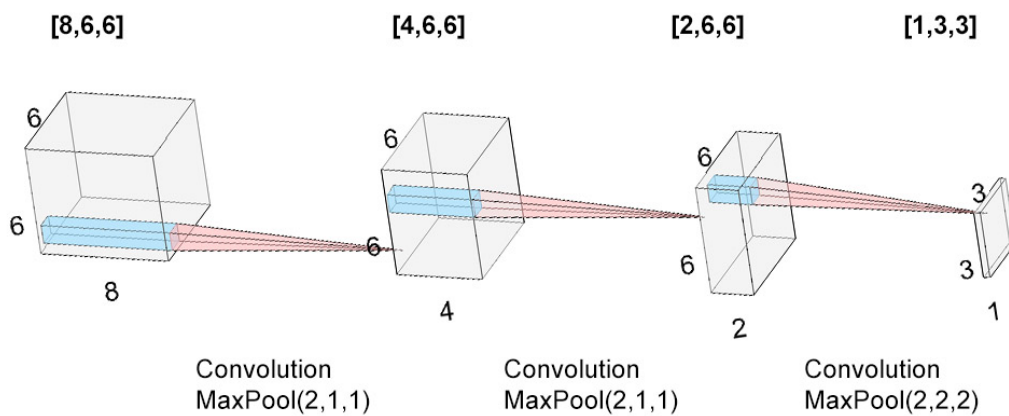 [8,6,6] [4,6,6] [2,6,6] [1,3,3]
6 6 6 3
6 6 6 3
8 4 2 1
Convolution Convolution Convolution
MaxPool(2,1,1) MaxPool(2,1,1) MaxPool(2,2,2)